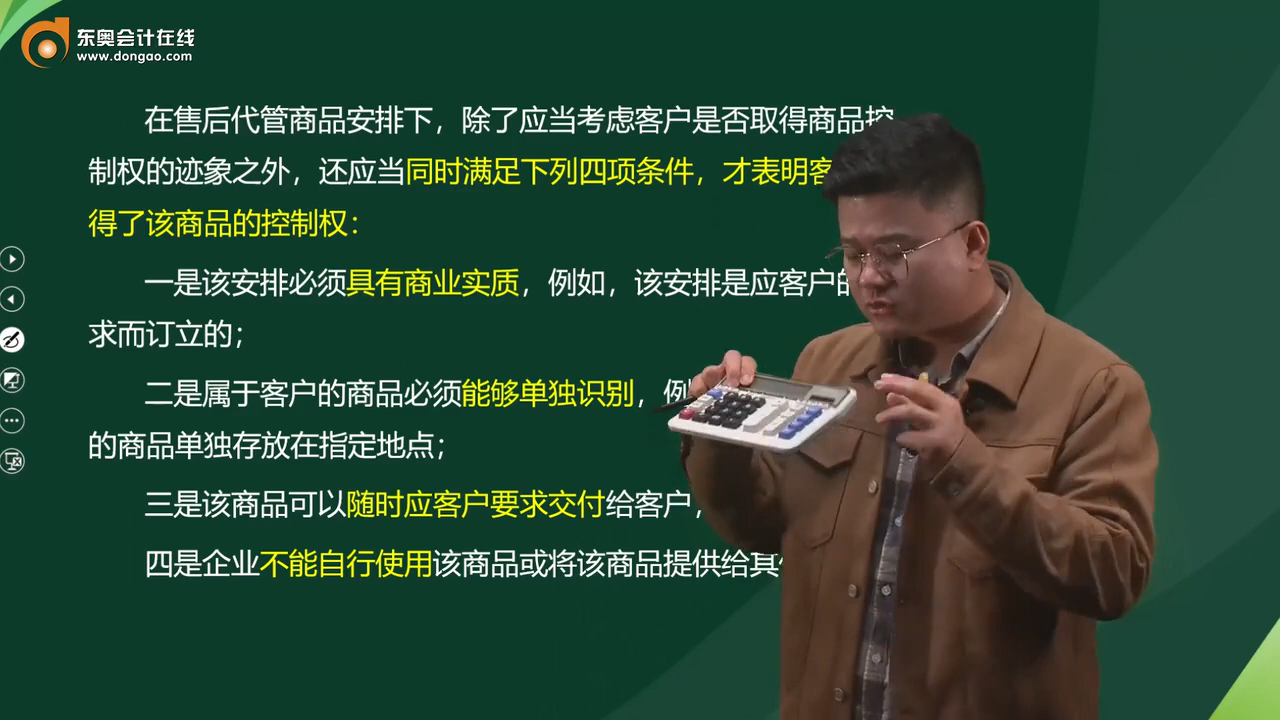 东奥会计在线
www.dongao.com
在售后代管商品安排下，除了应当考虑客户是否取得商品控
制权的迹象之外，还应当同时满足下列四项条件，才表明客
得了该商品的控制权：
一是该安排必须具有商业实质，例如，该安排是应客户的
求而订立的；
二是属于客户的商品必须能够单独识别，例
的商品单独存放在指定地点；
三是该商品可以随时应客户要求交付给客户，
四是企业不能自行使用该商品或将该商品提供给其